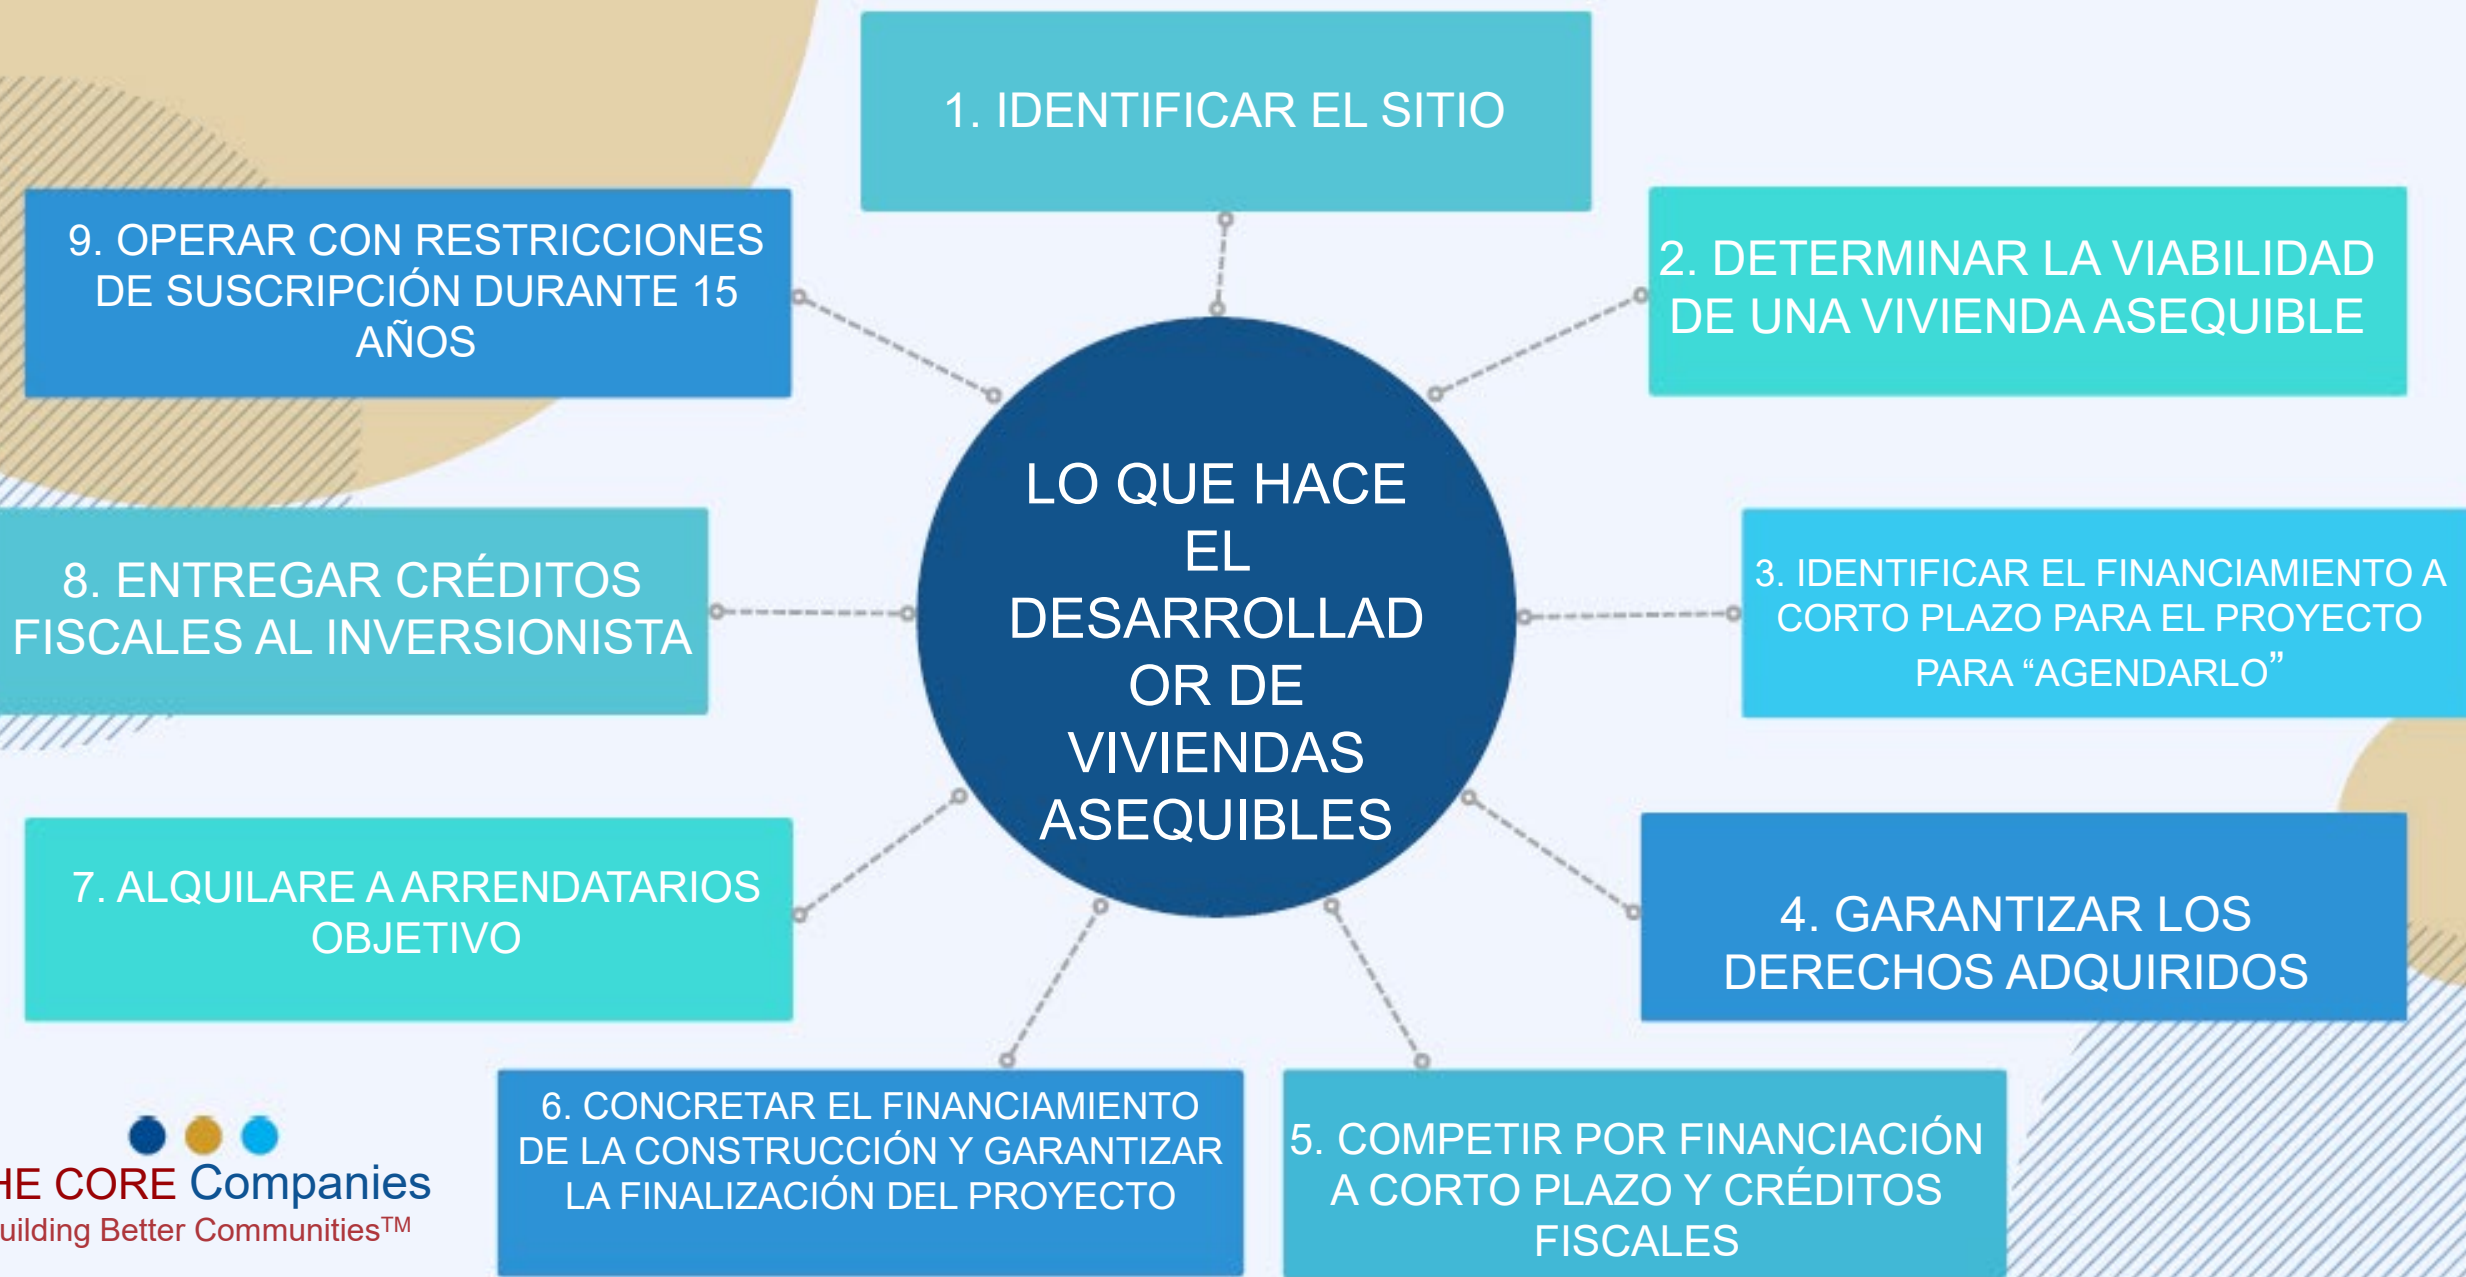 1. IDENTIFICAR EL SITIO
2. DETERMINAR LA VIABILIDAD
DE UNA VIVIENDA ASEQUIBLE
3. IDENTIFICAR EL FINANCIAMIENTO A
CORTO PLAZO PARA EL PROYECTO
PARA “AGENDARLO”
4. GARANTIZAR LOS
DERECHOS ADQUIRIDOS
5. COMPETIR POR FINANCIACIÓN
A CORTO PLAZO Y CRÉDITOS
FISCALES
6. CONCRETAR EL FINANCIAMIENTO
DE LA CONSTRUCCIÓN Y GARANTIZAR
LA FINALIZACIÓN DEL PROYECTO
7. ALQUILARE A ARRENDATARIOS
OBJETIVO
8. ENTREGAR CRÉDITOS
FISCALES AL INVERSIONISTA
9. OPERAR CON RESTRICCIONES
DE SUSCRIPCIÓN DURANTE 15
AÑOS
LO QUE HACE
EL
DESARROLLAD
OR DE
VIVIENDAS
ASEQUIBLES
HE CORE Companies
uilding Better Communities™